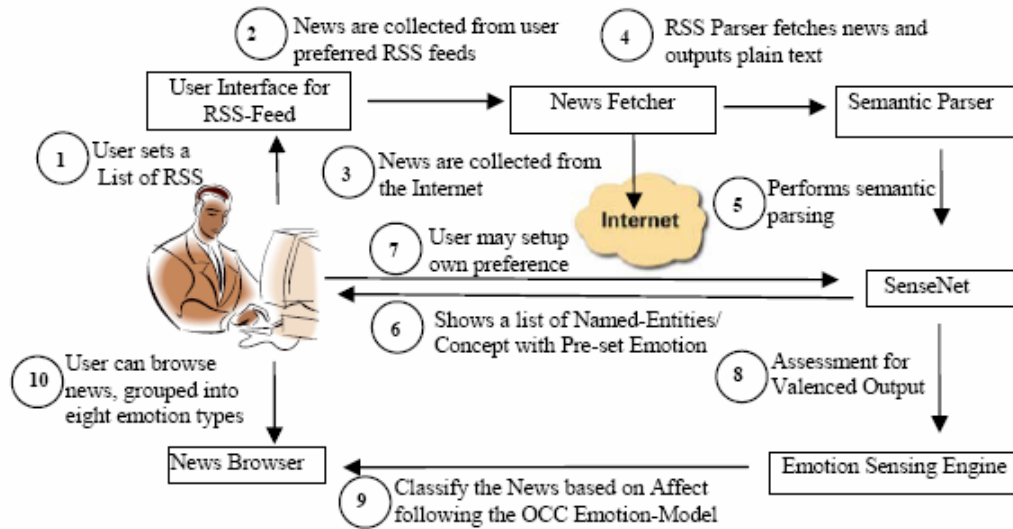 2
News are collected from user
preferred RSS feeds
4
RSS Parser fetches news and
outputs plain text
User Interface for
RSS-Feed
News Fetcher
Semantic Parser
1
User sets a
List of RSS
3
News are collected from
the Internet
Internet
5
Performs semantic
parsing
7
User may setup
own preference
SenseNet
6
Shows a list of Named-Entities/
Concept with Pre-set Emotion
8
Assessment for
Valenced Output
10
User can browse
news, grouped into
eight emotion types
News Browser
Emotion Sensing Engine
9
Classify the News based on Affect
following the OCC Emotion-Model